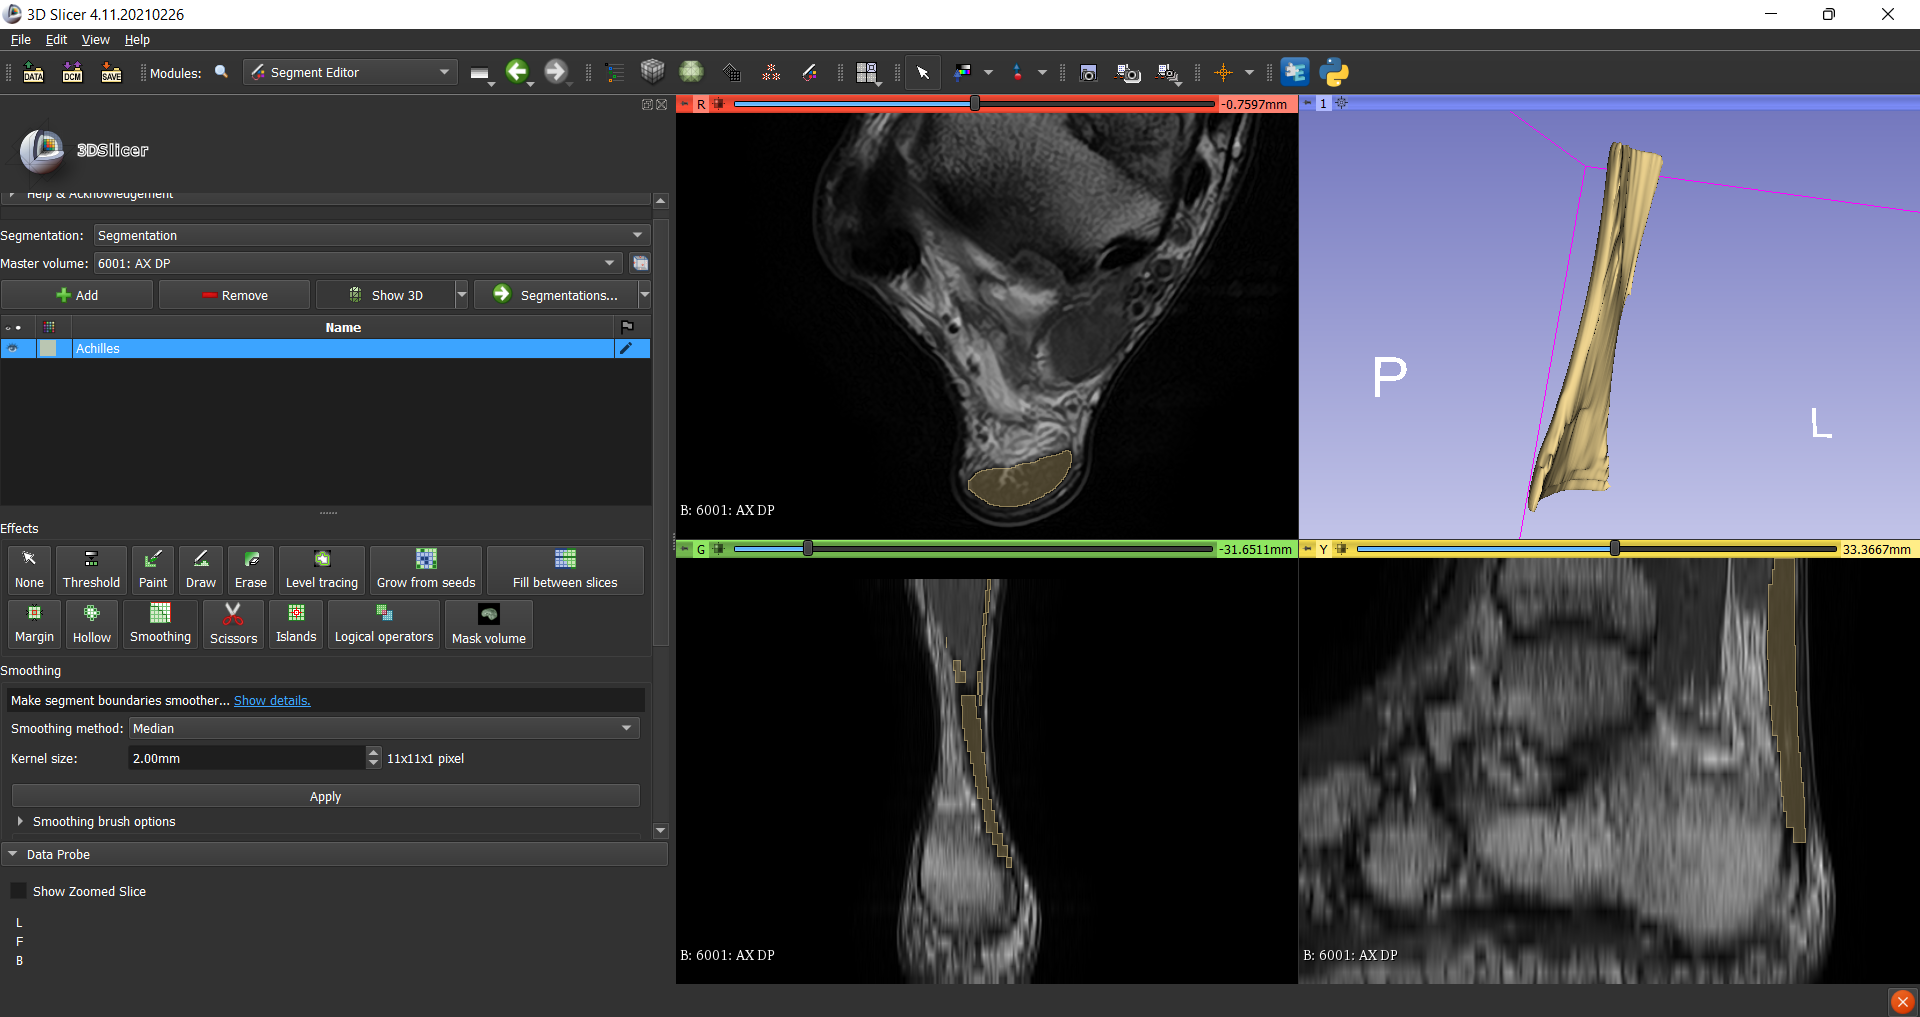 3D Slicer 4.11.20210226
File Edit View Help
DATA DCM SAVE Modules: Segment Editor
3DSlicer
Help & Acknowledgement
Segmentation: Segmentation
Master volume: 6001: AX DP
Add Remove Show 3D Segmentations...
Name
Achilles
Effects
None Threshold Paint Draw Erase Level tracing Grow from seeds Fill between slices
Margin Hollow Smoothing Scissors Islands Logical operators Mask volume
Smoothing
Make segment boundaries smoother... Show details.
Smoothing method: Median
Kernel size: 2.00mm 11x11x1 pixel
Apply
Smoothing brush options
Data Probe
Show Zoomed Slice
L
F
B
R -0.7597mm
B: 6001: AX DP
1
P
L
G -31.6511mm
B: 6001: AX DP
Y 33.3667mm
B: 6001: AX DP